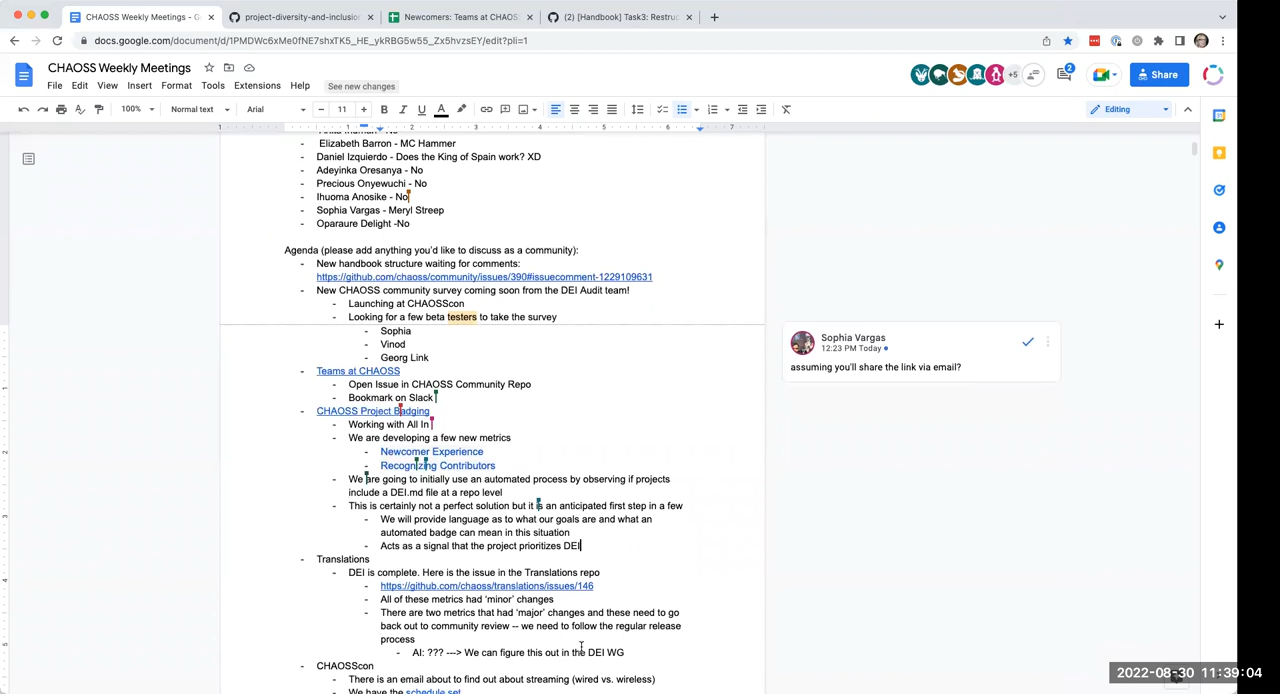 CHAOSS Weekly Meetings - G
project-diversity-and-inclusion
Newcomers: Teams at CHAOS
(2) [Handbook] Task3: Restruc
docs.google.com/document/d/1PMDWc6xMe0fNE7shxTK5_HE_ykRBG5w55_Zx5hvzsEY/edit?pli=1
CHAOSS Weekly Meetings
File Edit View Insert Format Tools Extensions Help See new changes
+5
2
Share
100% Normal text Arial 11
Editing
1 1 2 3 4 5 6 7
Elizabeth Barron - MC Hammer
- Daniel Izquierdo - Does the King of Spain work? XD
- Adeyinka Oresanya - No
- Precious Onyewuchi - No
- Ihuoma Anosike - No
- Sophia Vargas - Meryl Streep
- Oparaure Delight -No
Agenda (please add anything you'd like to discuss as a community):
- New handbook structure waiting for comments:
https://github.com/chaoss/community/issues/390#issuecomment-1229109631
- New CHAOSS community survey coming soon from the DEI Audit team!
- Launching at CHAOSScon
- Looking for a few beta testers to take the survey
- Sophia
- Vinod
- Georg Link
- Teams at CHAOSS
- Open Issue in CHAOSS Community Repo
- Bookmark on Slack
- CHAOSS Project Badging
- Working with All In
- We are developing a few new metrics
- Newcomer Experience
- Recognizing Contributors
- We are going to initially use an automated process by observing if projects
include a DEI.md file at a repo level
- This is certainly not a perfect solution but it is an anticipated first step in a few
- We will provide language as to what our goals are and what an
automated badge can mean in this situation
- Acts as a signal that the project prioritizes DEI
- Translations
- DEI is complete. Here is the issue in the Translations repo
- https://github.com/chaoss/translations/issues/146
- All of these metrics had 'minor' changes
- There are two metrics that had 'major' changes and these need to go
back out to community review -- we need to follow the regular release
process
- AI: ??? ---> We can figure this out in the DEI WG
- CHAOSScon
- There is an email about to find out about streaming (wired vs. wireless)
- We have the schedule set
Sophia Vargas
12:23 PM Today
assuming you'll share the link via email?
2022-08-30 11:39:04